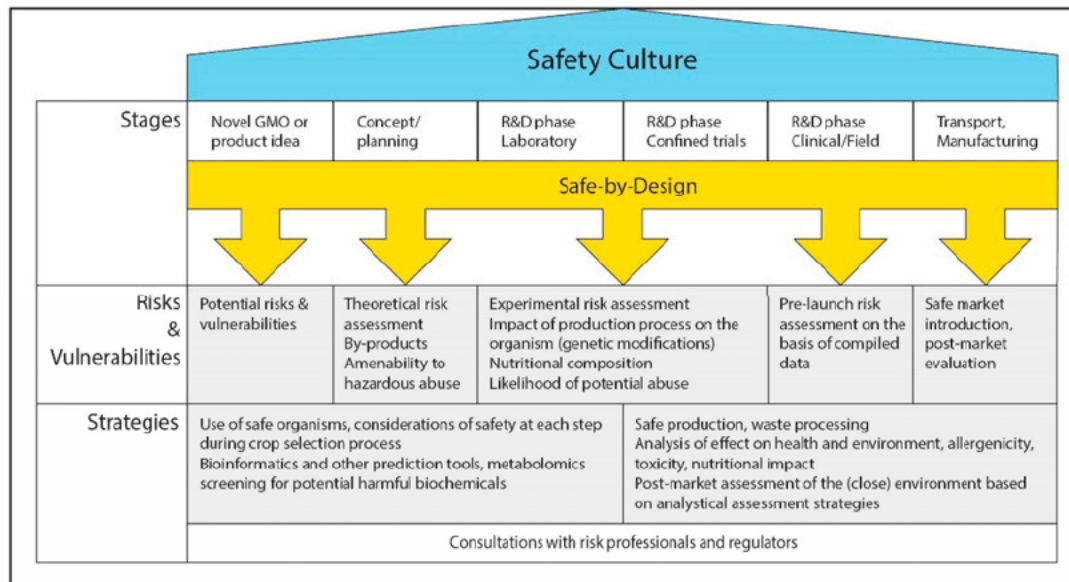 Safety Culture
Stages
Novel GMO or
product idea
Concept/
planning
R&D phase
Laboratory
R&D phase
Confined trials
R&D phase
Clinical/Field
Transport,
Manufacturing
Safe-by-Design
Risks
&
Vulnerabilities
Potential risks &
vulnerabilities
Theoretical risk
assessment
By-products
Amenability to
hazardous abuse
Experimental risk assessment
Impact of production process on the
organism (genetic modifications)
Nutritional composition
Likelihood of potential abuse
Pre-launch risk
assessment on the
basis of compiled
data
Safe market
introduction,
post-market
evaluation
Strategies
Use of safe organisms, considerations of safety at each step
during crop selection process
Bioinformatics and other prediction tools, metabolomics
screening for potential harmful biochemicals
Safe production, waste processing
Analysis of effect on health and environment, allergenicity,
toxicity, nutritional impact
Post-market assessment of the (close) environment based
on analytical assessment strategies
Consultations with risk professionals and regulators